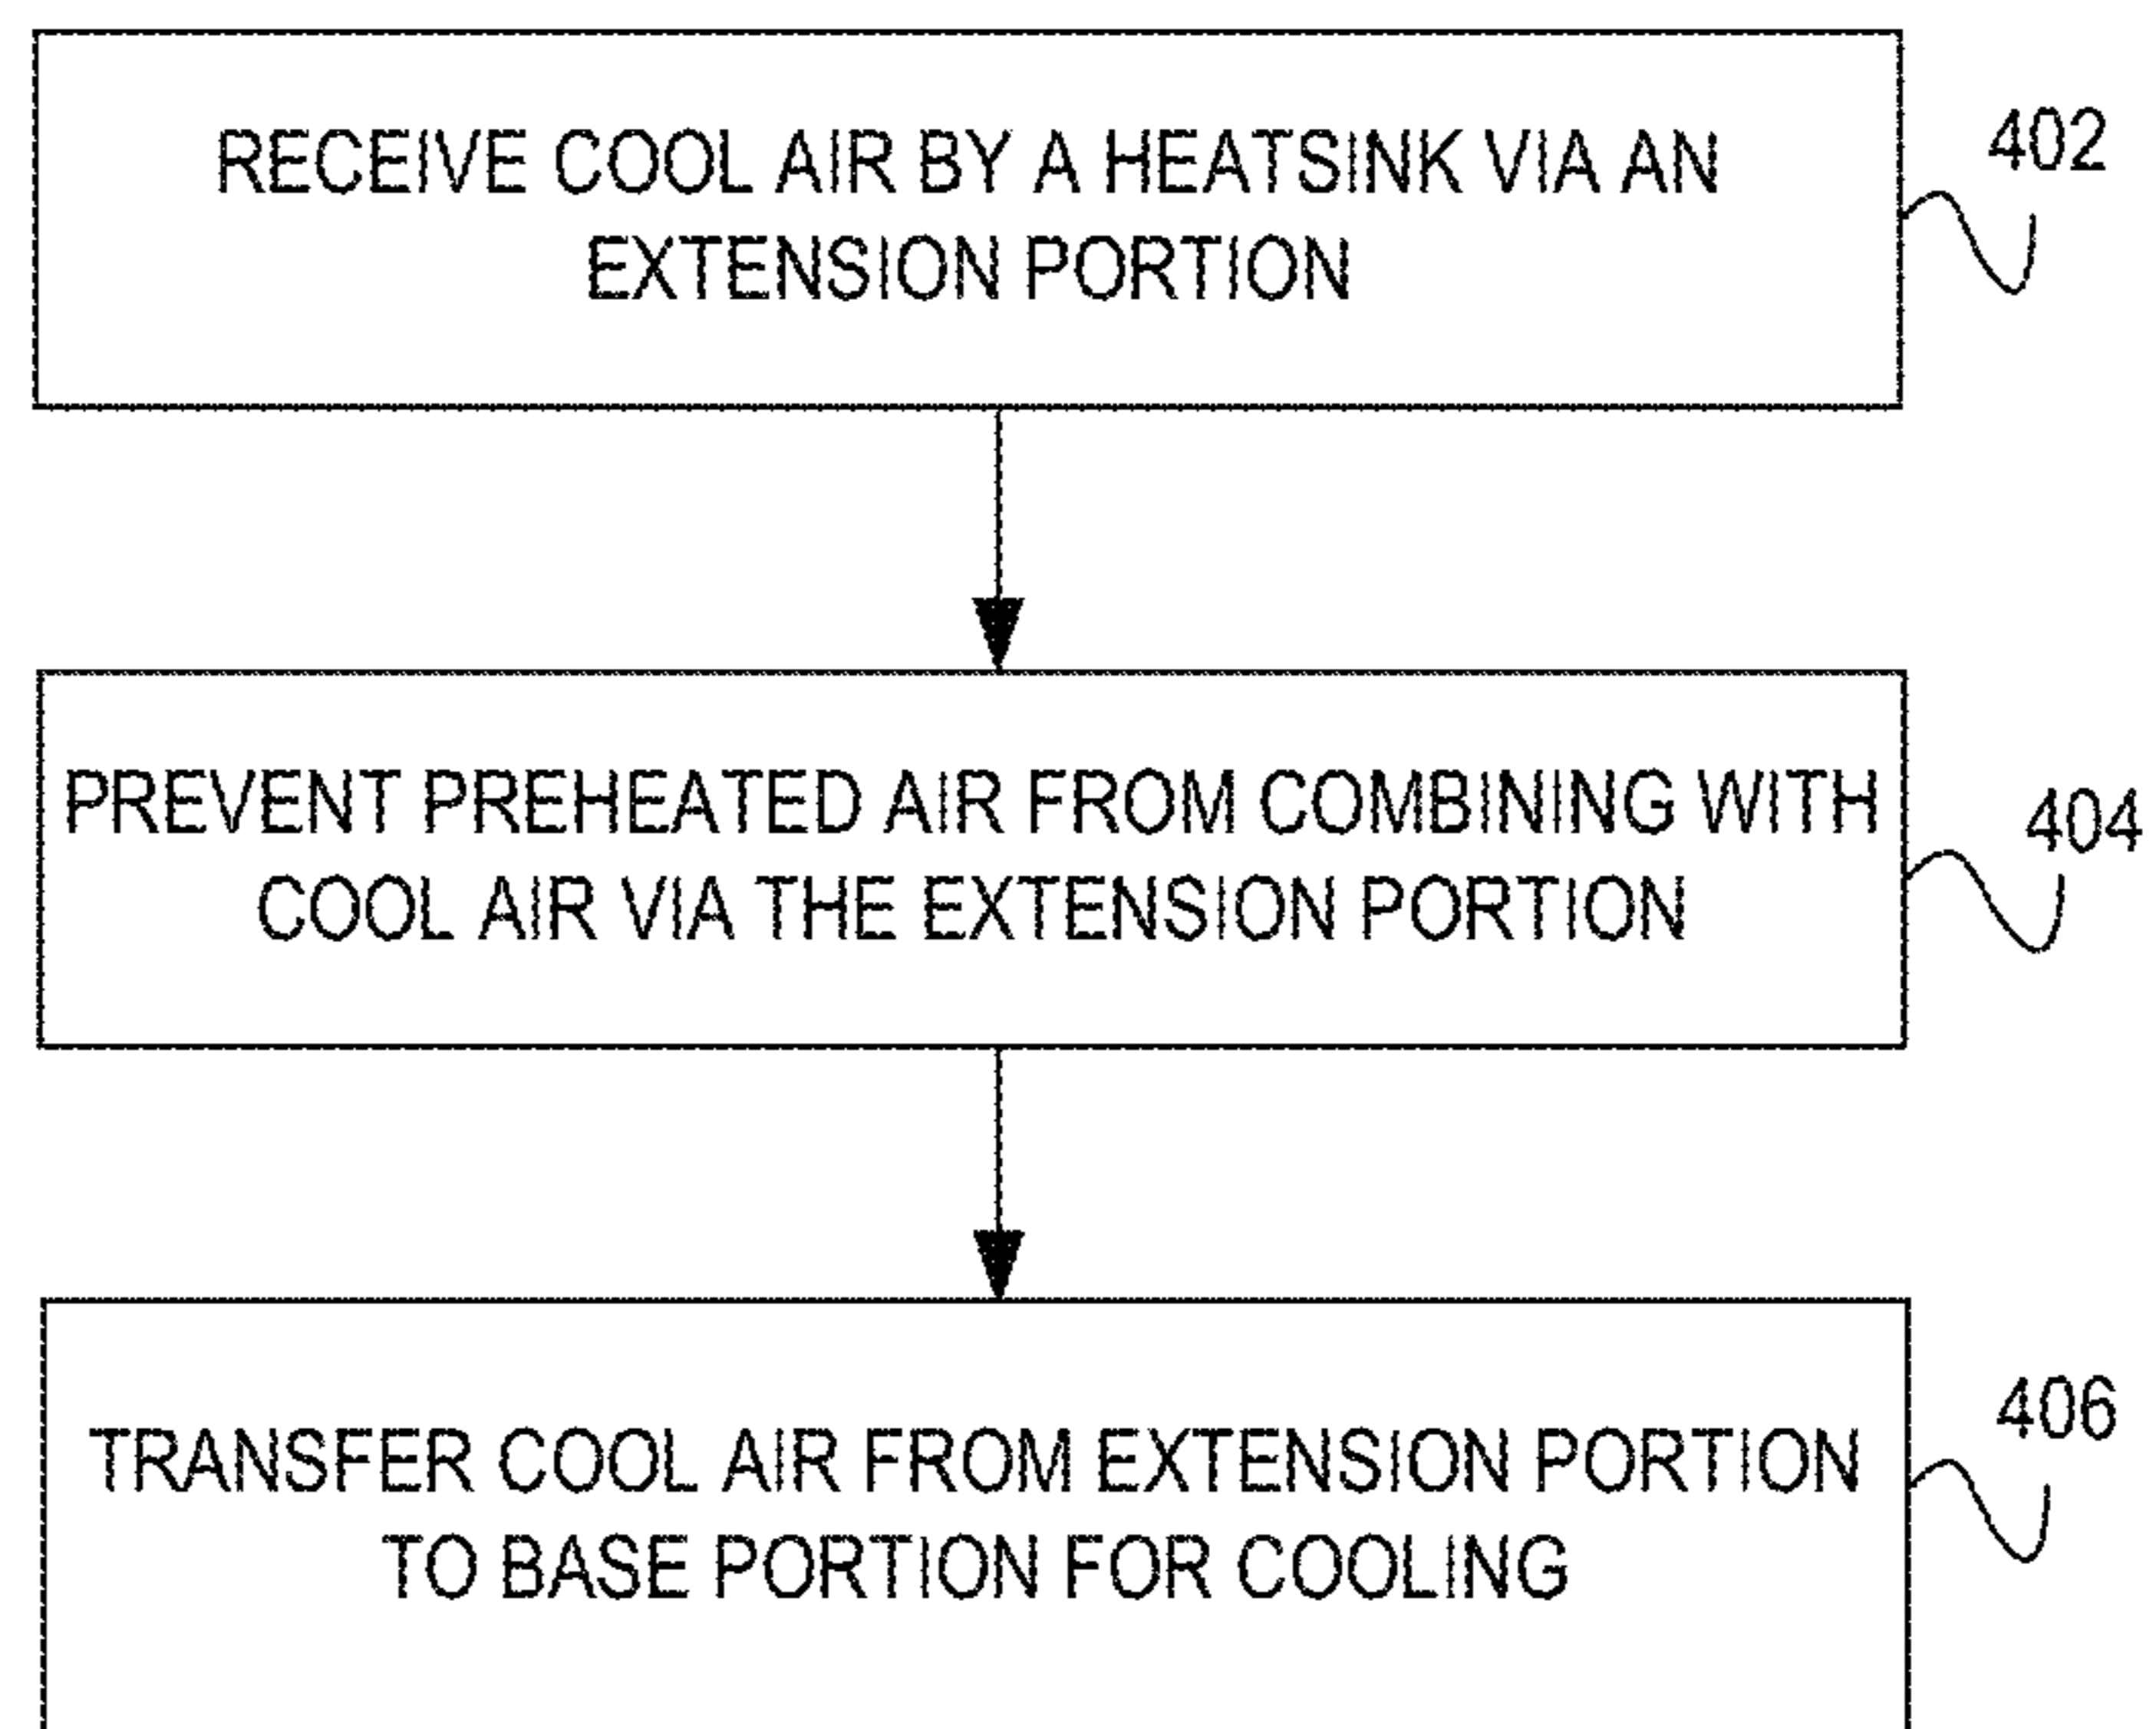 RECEIVE COOL AIR BY A HEATSINK VIA AN
EXTENSION PORTION
402
PREVENT PREHEATED AIR FROM COMBINING WITH
COOL AIR VIA THE EXTENSION PORTION
404
TRANSFER COOL AIR FROM EXTENSION PORTION
TO BASE PORTION FOR COOLING
406